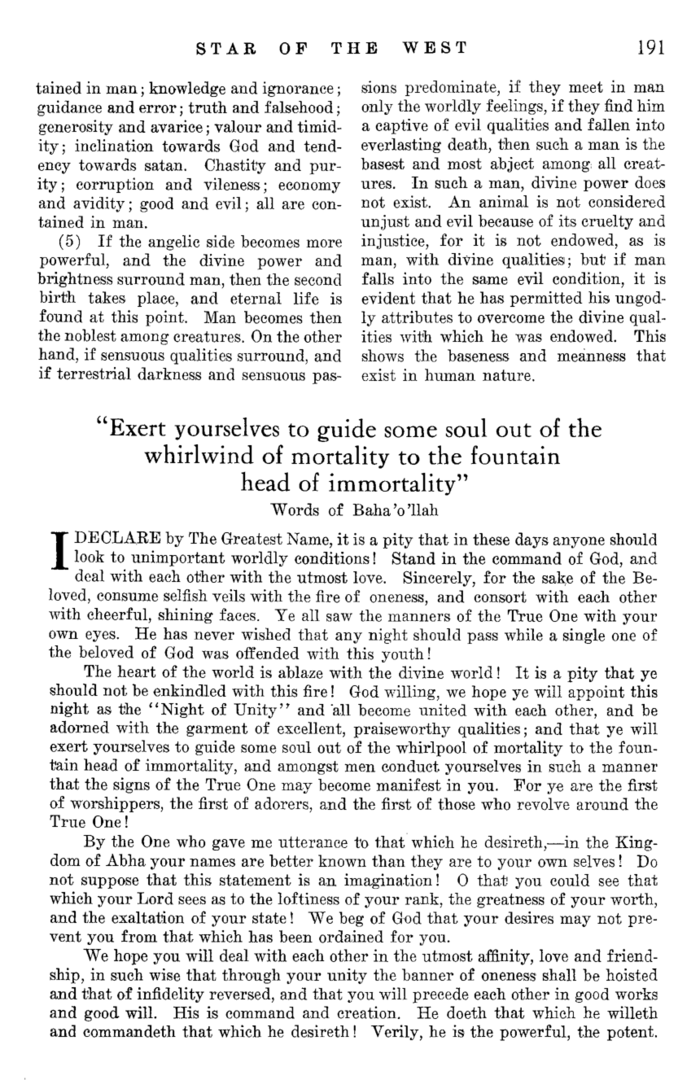 STAR OF THE WEST 191
tained in man; knowledge and ignorance;
guidance and error; truth and falsehood;
generosity and avarice; valour and timid-
ity; inclination towards God and tend-
ency towards satan. Chastity and pur-
ity; corruption and vileness; economy
and avidity; good and evil; all are con-
tained in man.
(5) If the angelic side becomes more
powerful, and the divine power and
brightness surround man, then the second
birth takes place, and eternal life is
found at this point. Man becomes then
the noblest among creatures. On the other
hand, if sensuous qualities surround, and
if terrestrial darkness and sensuous pas-
sions predominate, if they meet in man
only the worldly feelings, if they find him
a captive of evil qualities and fallen into
everlasting death, then such a man is the
basest and most abject among all creat-
ures. In such a man, divine power does
not exist. An animal is not considered
unjust and evil because of its cruelty and
injustice, for it is not endowed, as is
man, with divine qualities; but if man
falls into the same evil condition, it is
evident that he has permitted his ungod-
ly attributes to overcome the divine qual-
ities with which he was endowed. This
shows the baseness and meanness that
exist in human nature.
"Exert yourselves to guide some soul out of the
whirlwind of mortality to the fountain
head of immortality"
Words of Baha'o'llah
I DECLARE by The Greatest Name, it is a pity that in these days anyone should
look to unimportant worldly conditions! Stand in the command of God, and
deal with each other with the utmost love. Sincerely, for the sake of the Be-
loved, consume selfish veils with the fire of oneness, and consort with each other
with cheerful, shining faces. Ye all saw the manners of the True One with your
own eyes. He has never wished that any night should pass while a single one of
the beloved of God was offended with this youth!
The heart of the world is ablaze with the divine world! It is a pity that ye
should not be enkindled with this fire! God willing, we hope ye will appoint this
night as the "Night of Unity" and all become united with each other, and be
adorned with the garment of excellent, praiseworthy qualities; and that ye will
exert yourselves to guide some soul out of the whirlpool of mortality to the foun-
tain head of immortality, and amongst men conduct yourselves in such a manner
that the signs of the True One may become manifest in you. For ye are the first
of worshippers, the first of adorers, and the first of those who revolve around the
True One!
By the One who gave me utterance to that which he desireth,—in the King-
dom of Abha your names are better known than they are to your own selves! Do
not suppose that this statement is an imagination! O that you could see that
which your Lord sees as to the loftiness of your rank, the greatness of your worth,
and the exaltation of your state! We beg of God that your desires may not pre-
vent you from that which has been ordained for you.
We hope you will deal with each other in the utmost affinity, love and friend-
ship, in such wise that through your unity the banner of oneness shall be hoisted
and that of infidelity reversed, and that you will precede each other in good works
and good will. His is command and creation. He doeth that which he willeth
and commandeth that which he desireth! Verily, he is the powerful, the potent.